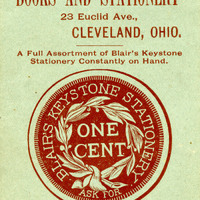 BOOKS AND STATIONERY
23 Euclid Ave.,
CLEVELAND, OHIO.
A Full Assortment of Blair's Keystone
Stationery Constantly on Hand.
BLAIR'S KEYSTONE STATIONERY
ONE
CENT
ASK FOR